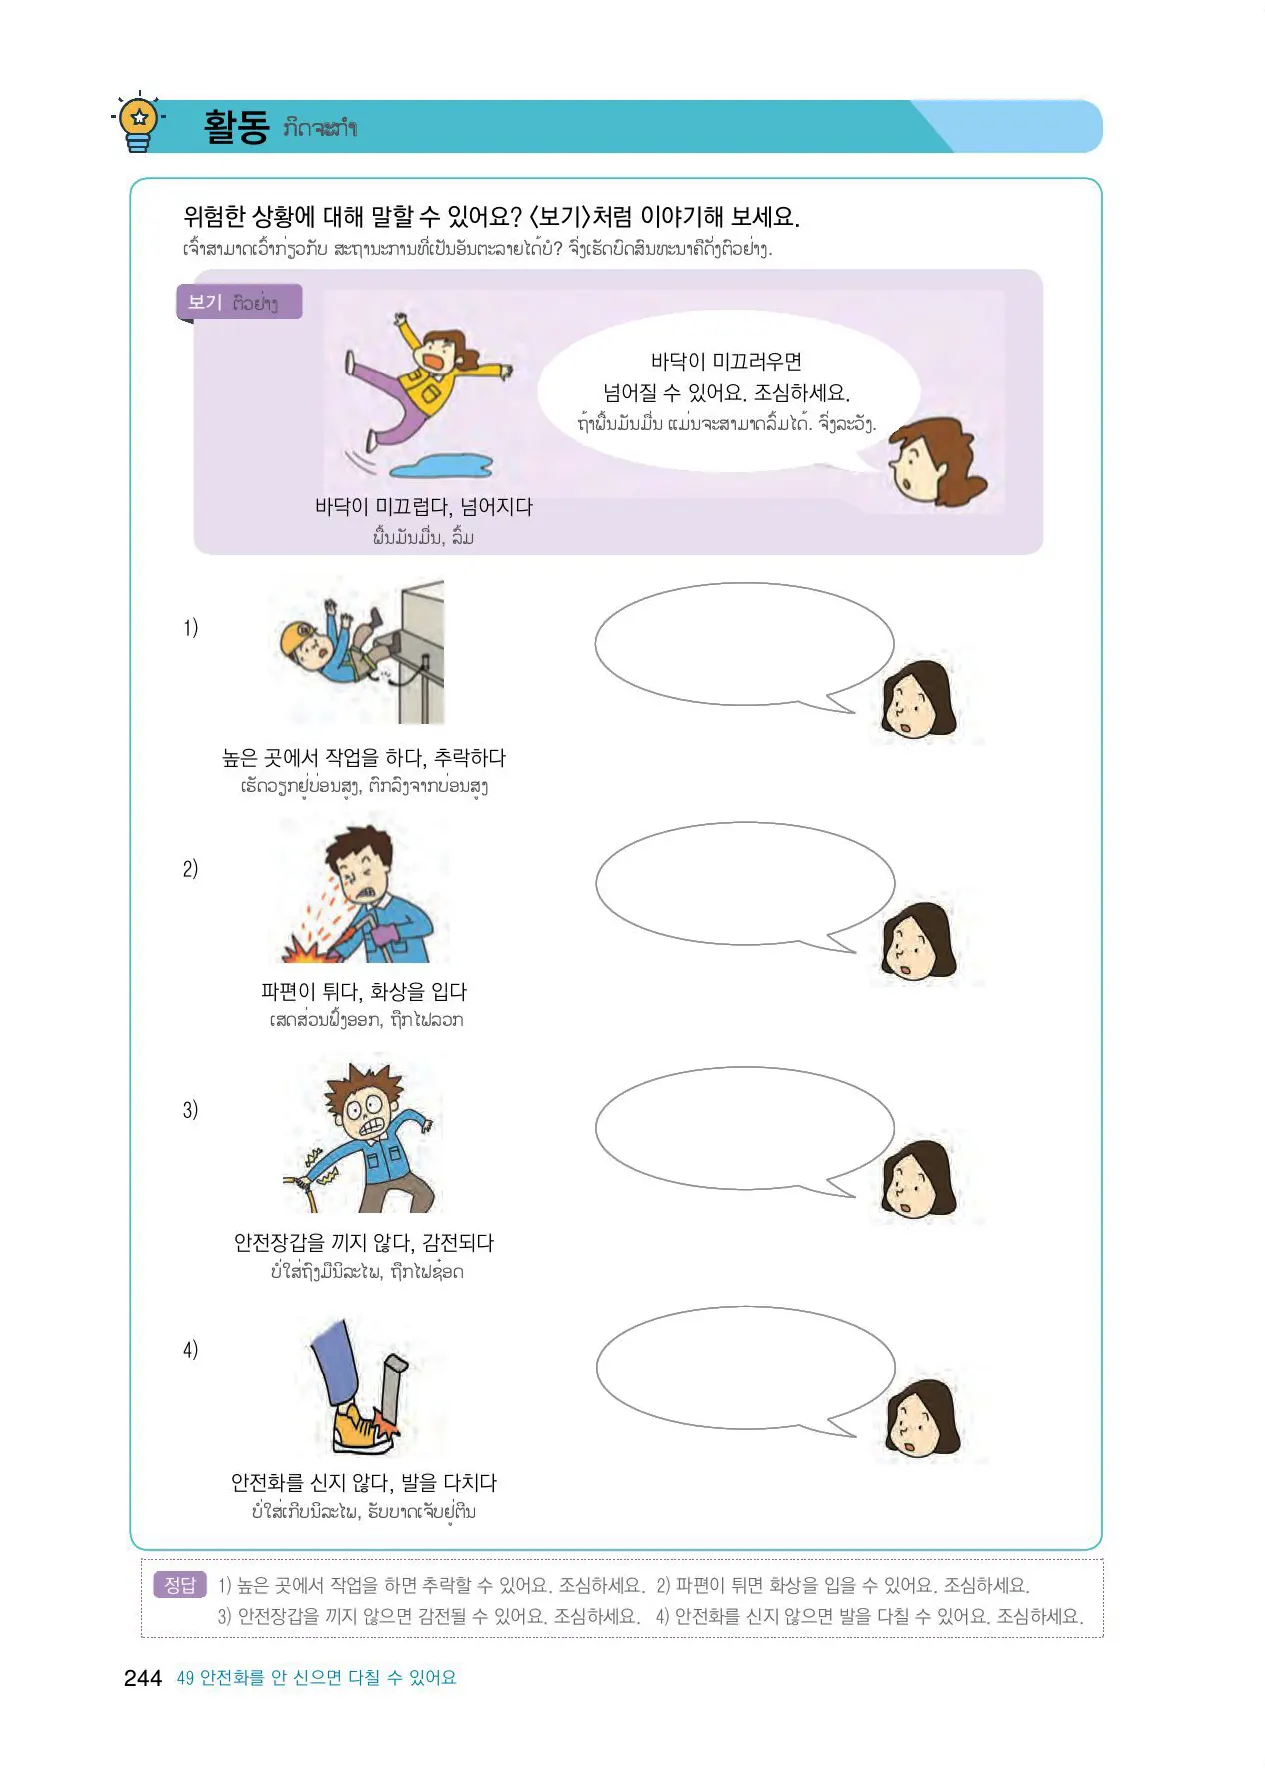 활동 ກິດຈະກຳ
위험한 상황에 대해 말할 수 있어요? 〈보기〉처럼 이야기해 보세요.
ເຈົ້າສາມາດເວົ້າກ່ຽວກັບ ສະຖານະການທີ່ເປັນອັນຕະລາຍໄດ້ບໍ? ຈົ່ງເຮັດບົດສົນທະນາຄືດັ່ງຕົວຢ່າງ.
보기 ຕົວຢ່າງ
바닥이 미끄러우면
넘어질 수 있어요. 조심하세요.
ຖ້າພື້ນມັນມື່ນ ແມ່ນຈະສາມາດລົ້ມໄດ້. ຈົ່ງລະວັງ.
바닥이 미끄럽다, 넘어지다
ພື້ນມັນມື່ນ, ລົ້ມ
1)
높은 곳에서 작업을 하다, 추락하다
ເຮັດວຽກຢູ່ບ່ອນສູງ, ຕົກລົງຈາກບ່ອນສູງ
2)
파편이 튀다, 화상을 입다
ເສດສ່ວນຟົ້ງອອກ, ຖືກໄຟລວກ
3)
안전장갑을 끼지 않다, 감전되다
ບໍ່ໃສ່ຖົງມືນິລະໄພ, ຖືກໄຟຊ໋ອດ
4)
안전화를 신지 않다, 발을 다치다
ບໍ່ໃສ່ເກີບນິລະໄພ, ຮັບບາດເຈັບຢູ່ຕີນ
정답 1) 높은 곳에서 작업을 하면 추락할 수 있어요. 조심하세요. 2) 파편이 튀면 화상을 입을 수 있어요. 조심하세요.
3) 안전장갑을 끼지 않으면 감전될 수 있어요. 조심하세요. 4) 안전화를 신지 않으면 발을 다칠 수 있어요. 조심하세요.
244 49 안전화를 안 신으면 다칠 수 있어요